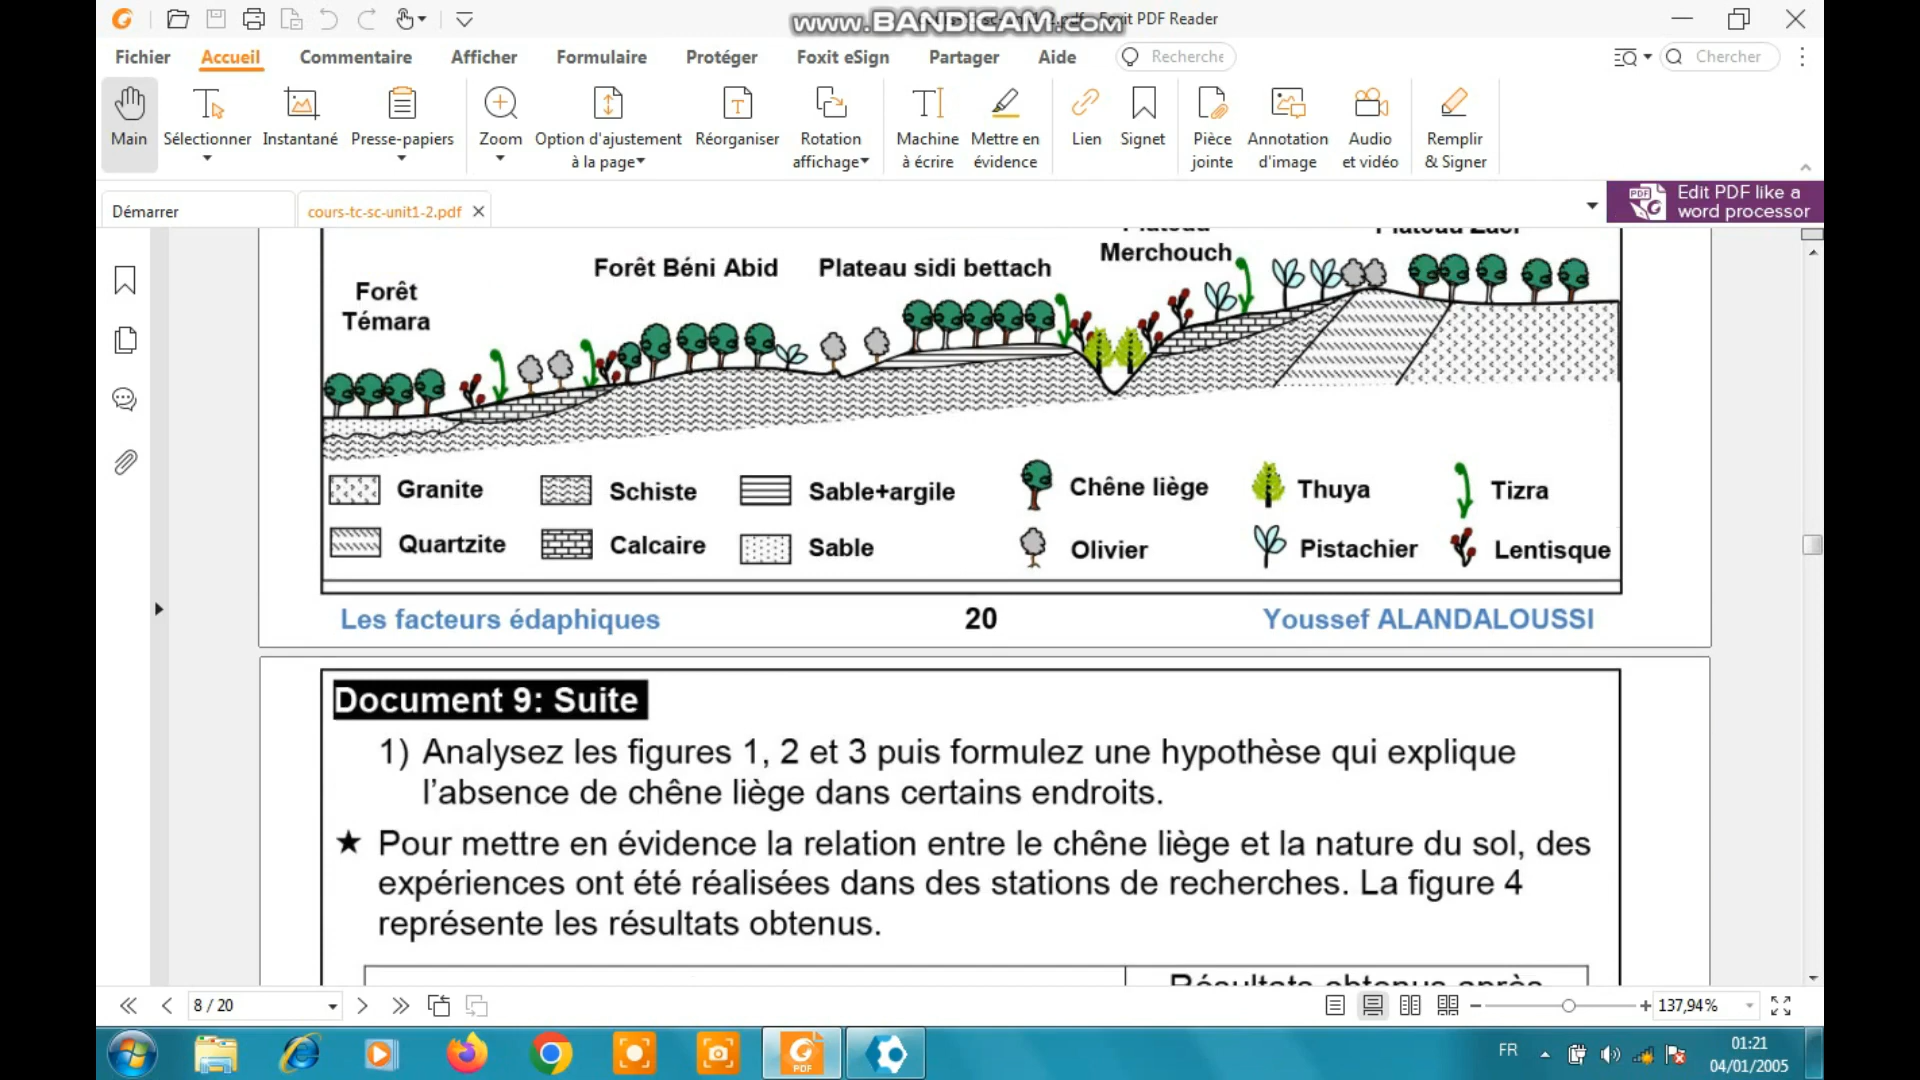 www.BANDICAM.com
Foxit PDF Reader
Fichier Accueil Commentaire Afficher Formulaire Protéger Foxit eSign Partager Aide Recherche Chercher
Main Sélectionner Instantané Presse-papiers Zoom Option d'ajustement à la page Réorganiser Rotation affichage Machine à écrire Mettre en évidence Lien Signet Pièce jointe Annotation d'image Audio et vidéo Remplir & Signer
Démarrer cours-tc-sc-unit1-2.pdf
Edit PDF like a
word processor
Plateau
Merchouch
Plateau Zaer
Forêt Béni Abid Plateau sidi bettach
Forêt
Témara
Granite Schiste Sable+argile Chêne liège Thuya Tizra
Quartzite Calcaire Sable Olivier Pistachier Lentisque
Les facteurs édaphiques 20 Youssef ALANDALOUSSI
Document 9: Suite
1) Analysez les figures 1, 2 et 3 puis formulez une hypothèse qui explique
l'absence de chêne liège dans certains endroits.
★ Pour mettre en évidence la relation entre le chêne liège et la nature du sol, des
expériences ont été réalisées dans des stations de recherches. La figure 4
représente les résultats obtenus.
Résultats obtenus après
8 / 20 137,94%
FR 01:21
04/01/2005